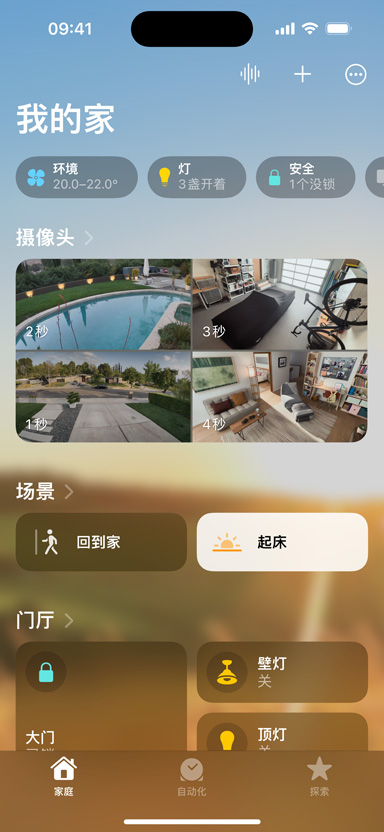 09:41
我的家
环境
20.0–22.0°
灯
3盏开着
安全
1个没锁
摄像头
2秒
3秒
1秒
4秒
场景
回到家
起床
门厅
大门
壁灯
关
顶灯
家庭
自动化
探索